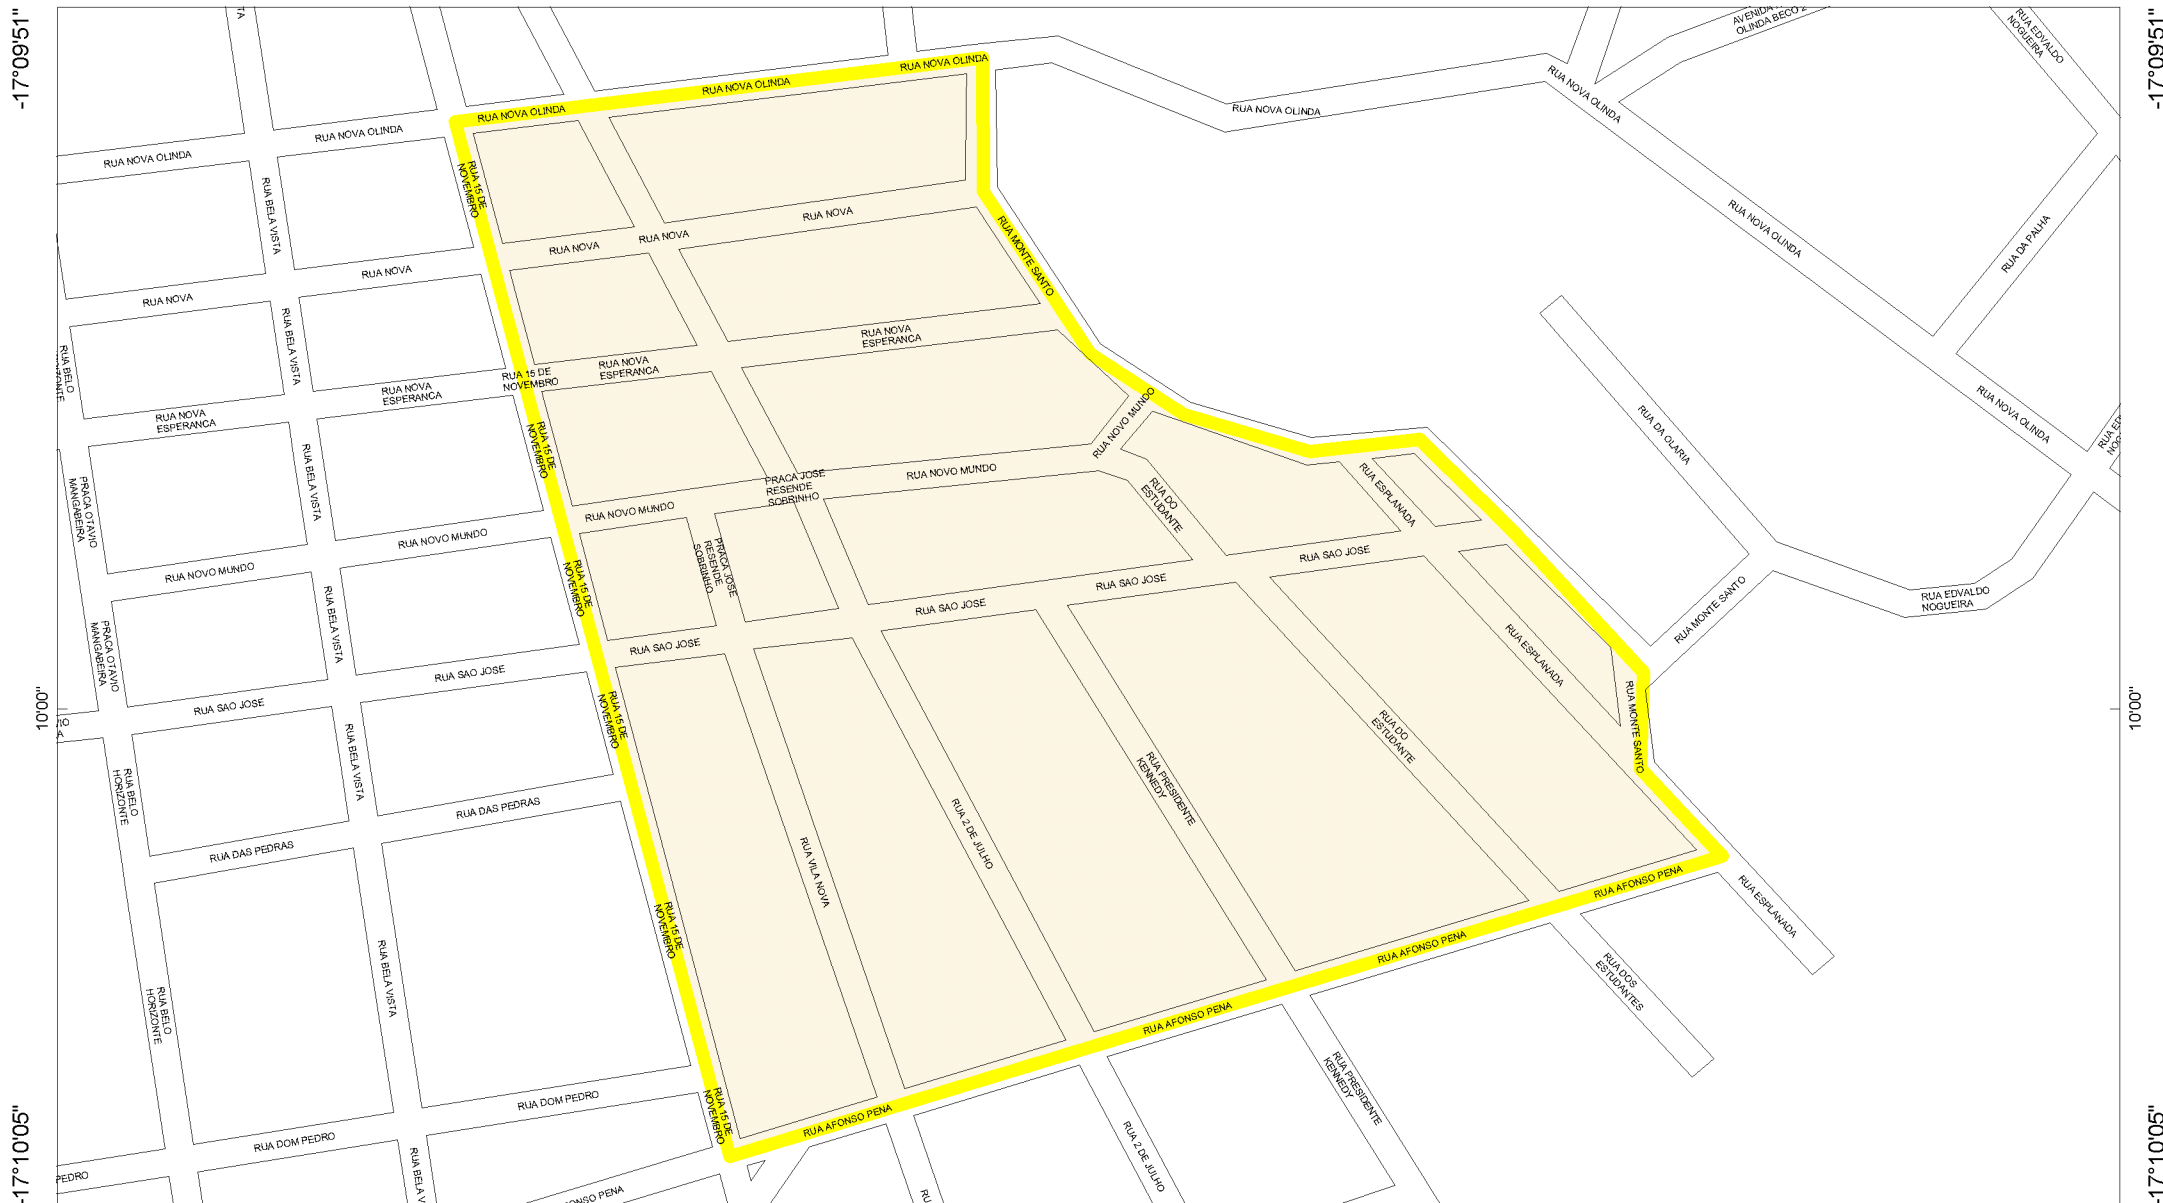 -17°09'51"
-17°09'51"
TA
AVENIDA
OLINDA BECO 2
RUA EDVALDO
NOGUEIRA
RUA NOVA OLINDA
RUA NOVA OLINDA
RUA NOVA OLINDA
RUA NOVA OLINDA
RUA NOVA OLINDA
RUA NOVA OLINDA
RUA NOVA OLINDA
RUA NOVA OLINDA
RUA NOVA OLINDA
RUA DA PALHA
RUA BELA VISTA
RUA 15 DE
NOVEMBRO
RUA NOVA
RUA NOVA
RUA NOVA
RUA NOVA
RUA NOVA
RUA MONTE SANTO
RUA BELO
RUA BELA VISTA
RUA NOVA
ESPERANCA
RUA NOVA
ESPERANCA
RUA NOVA
ESPERANCA
RUA NOVA
ESPERANCA
RUA 15 DE
NOVEMBRO
RUA 15 DE
NOVEMBRO
RUA NOVO MUNDO
RUA DA OLARIA
RUA BELA VISTA
PRACA OTAVIO
MANGABEIRA
RUA NOVO MUNDO
RUA NOVO MUNDO
RUA NOVO MUNDO
RUA NOVO MUNDO
PRACA JOSE
RESENDE
SOBRINHO
RUA DO
ESTUDANTE
RUA ESPLANADA
PRACA JOSE
RESENDE
SOBRINHO
RUA 15 DE
NOVEMBRO
RUA BELA VISTA
PRACA OTAVIO
MANGABEIRA
RUA SAO JOSE
RUA SAO JOSE
RUA SAO JOSE
RUA SAO JOSE
RUA SAO JOSE
RUA SAO JOSE
RUA EDVALDO
NOGUEIRA
RUA MONTE SANTO
RUA ESPLANADA
RUA MONTE SANTO
10'00"
10'00"
RUA 15 DE
NOVEMBRO
RUA BELA VISTA
RUA BELO
HORIZONTE
RUA DAS PEDRAS
RUA DAS PEDRAS
RUA VILA NOVA
RUA 2 DE JULHO
RUA PRESIDENTE
KENNEDY
RUA DO
ESTUDANTE
RUA AFONSO PENA
RUA ESPLANADA
RUA 15 DE
NOVEMBRO
RUA BELA VISTA
RUA BELO
HORIZONTE
RUA AFONSO PENA
RUA DOS
ESTUDANTES
RUA AFONSO PENA
RUA PRESIDENTE
KENNEDY
RUA 2 DE JULHO
RUA AFONSO PENA
RUA 15 DE
NOVEMBRO
RUA DOM PEDRO
RUA DOM PEDRO
PEDRO
RUA BELA V
ONSO PENA
RU
-17°10'05"
-17°10'05"